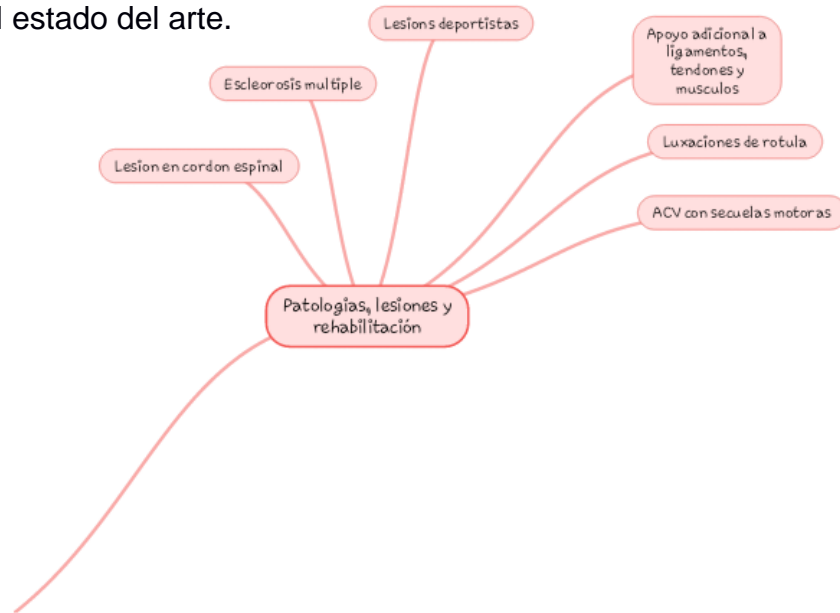 l estado del arte.
Lesions deportistas
Apoyo adicional a
ligamentos,
tendones y
musculos
Escleorosis multiple
Luxaciones de rotula
Lesion en cordon espinal
ACV con secuelas motoras
Patologias, lesiones y
rehabilitación